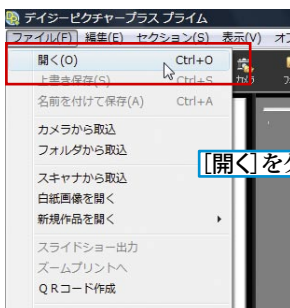 デイジーピクチャープラス プライム
ファイル(F) 編集(E) セクション(S) 表示(V)
開く(O) Ctrl+O
上書き保存(S) Ctrl+S
名前を付けて保存(A) Ctrl+A
カメラから取込
フォルダから取込
[開く]を
スキャナから取込
白紙画像を開く
新規作品を開く
スライドショー出力
ズームプリントへ
QRコード作成